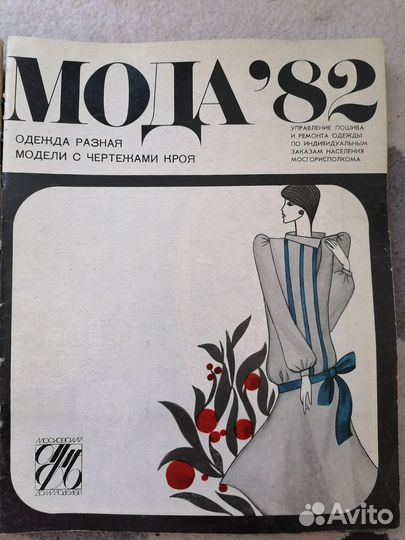 МОДА '82
ОДЕЖДА РАЗНАЯ
МОДЕЛИ С ЧЕРТЕЖАМИ КРОЯ
УПРАВЛЕНИЕ ПОШИВА
И РЕМОНТА ОДЕЖДЫ
ПО ИНДИВИДУАЛЬНЫМ
ЗАКАЗАМ НАСЕЛЕНИЯ
МОСГОРИСПОЛКОМА
МОСКОВСКИЙ
ДОМ МОДЕЛЕЙ
Avito